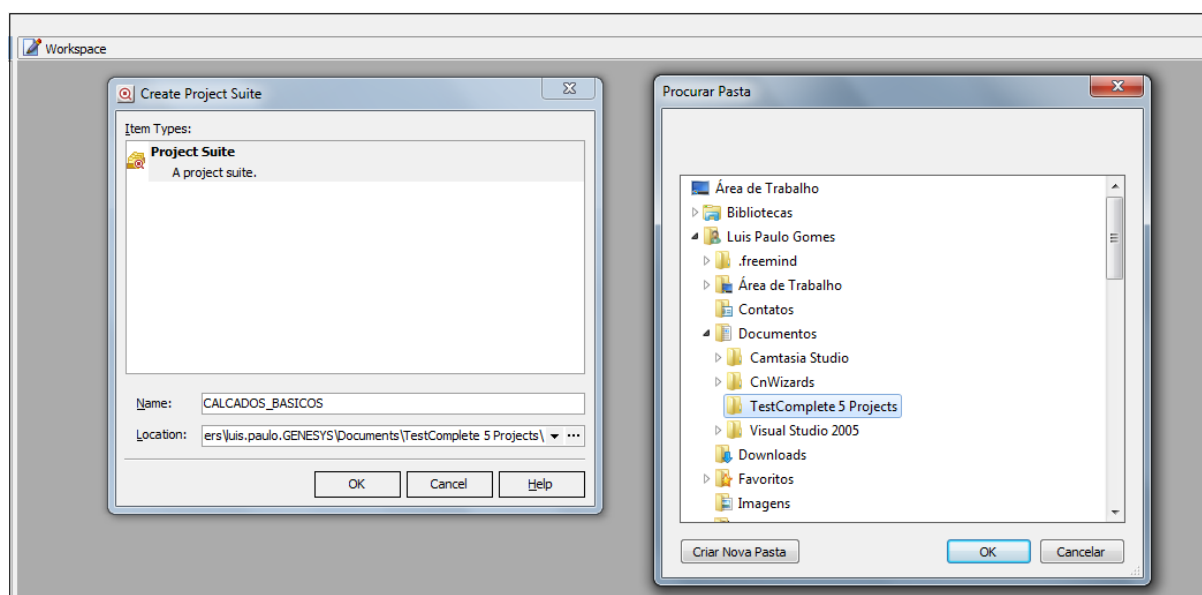 Workspace
Create Project Suite
Item Types:
Project Suite
A project suite.
Name: CALCADOS_BASICOS
Location: ers\luis.paulo.GENESYS\Documents\TestComplete 5 Projects\
OK Cancel Help
Procurar Pasta
Área de Trabalho
Bibliotecas
Luis Paulo Gomes
.freemind
Área de Trabalho
Contatos
Documentos
Camtasia Studio
CnWizards
TestComplete 5 Projects
Visual Studio 2005
Downloads
Favoritos
Imagens
Criar Nova Pasta OK Cancelar